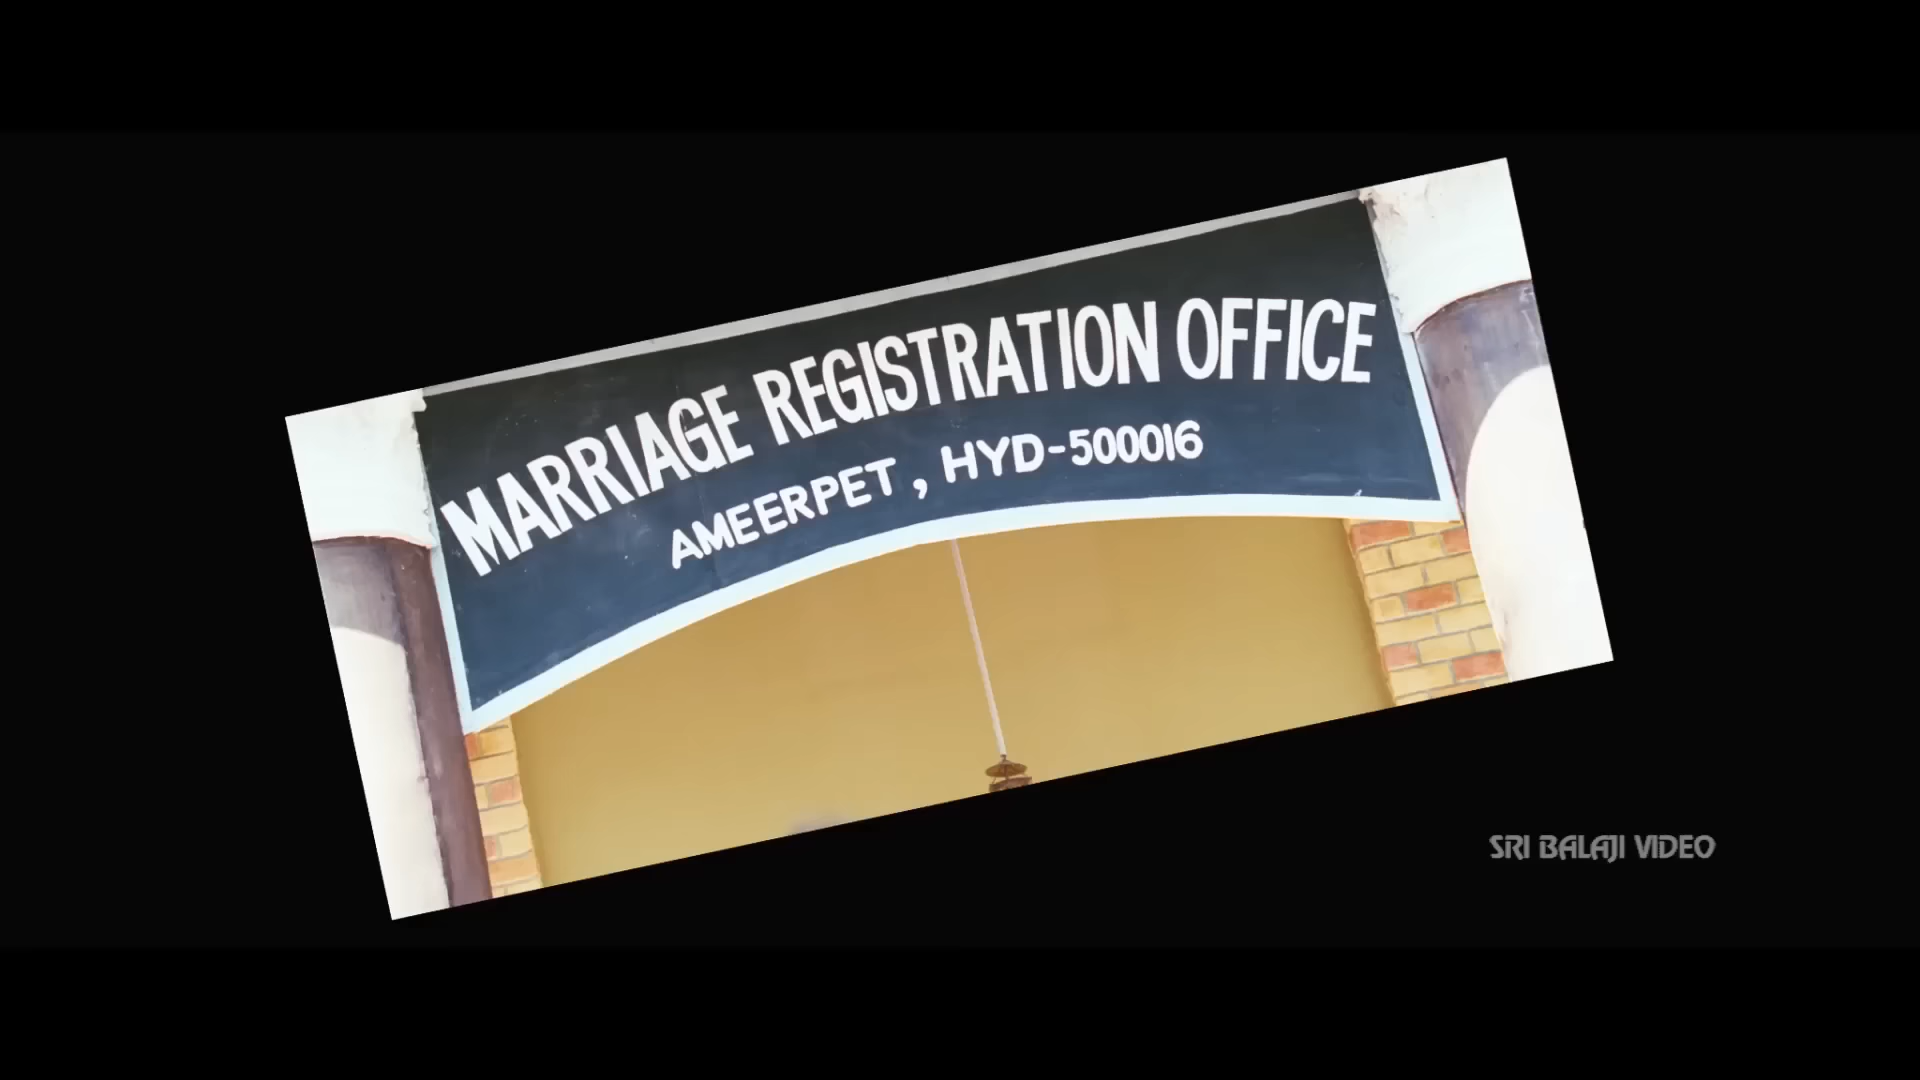 MARRIAGE REGISTRATION OFFICE
AMEERPET, HYD-500016
SRI BALAJI VIDEO